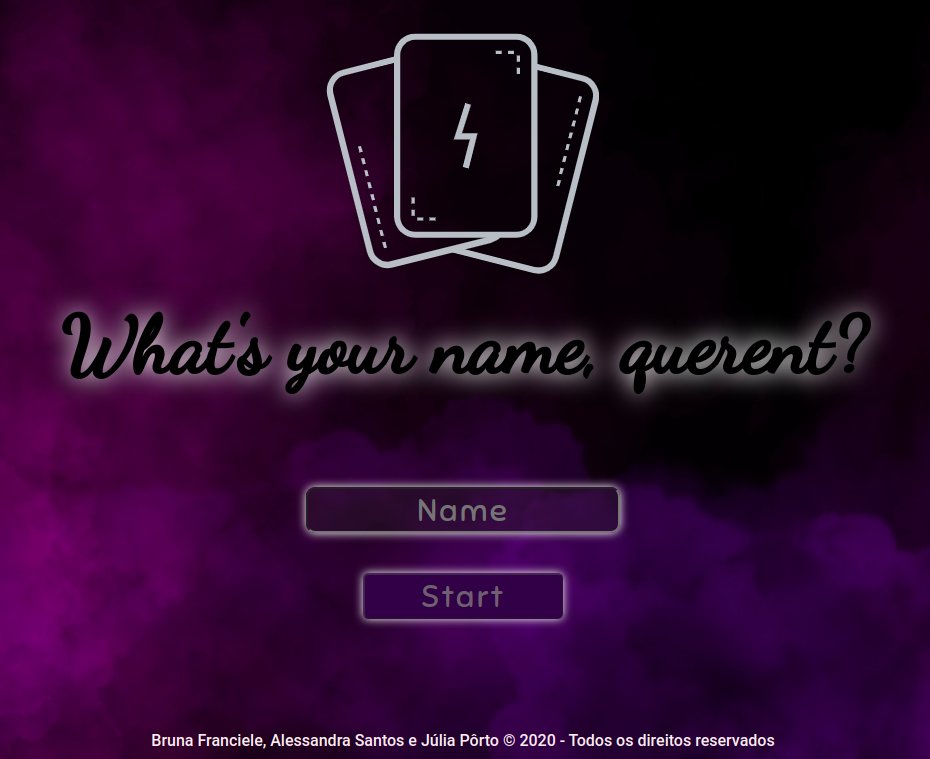 What's your name, querent?
Name
Start
Bruna Franciele, Alessandra Santos e Júlia Pôrto © 2020 - Todos os direitos reservados